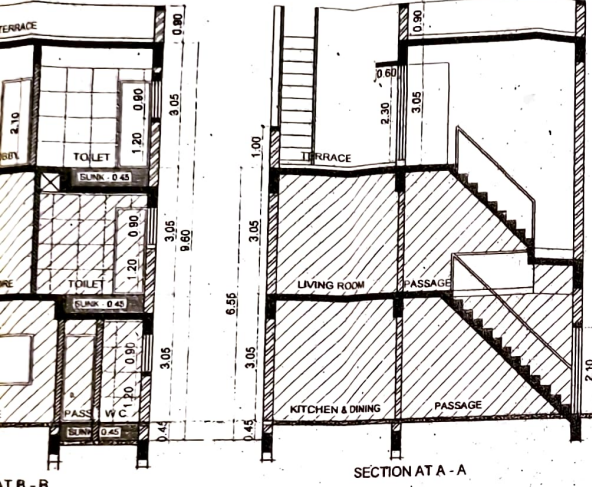 TERRACE
0.90
2.10
0.90
1.20
3.05
TOILET
SUNK - 0.45
0.90
1.20
3.05
9.60
TOILET
SUNK - 0.45
0.90
1.20
3.05
PASS W C
SUNK 0.45
0.45
AT B - B
0.90
0.60
2.30
3.05
1.00
TERRACE
3.05
6.55
LIVING ROOM
PASSAGE
3.05
2.10
KITCHEN & DINING
PASSAGE
0.45
SECTION AT A - A